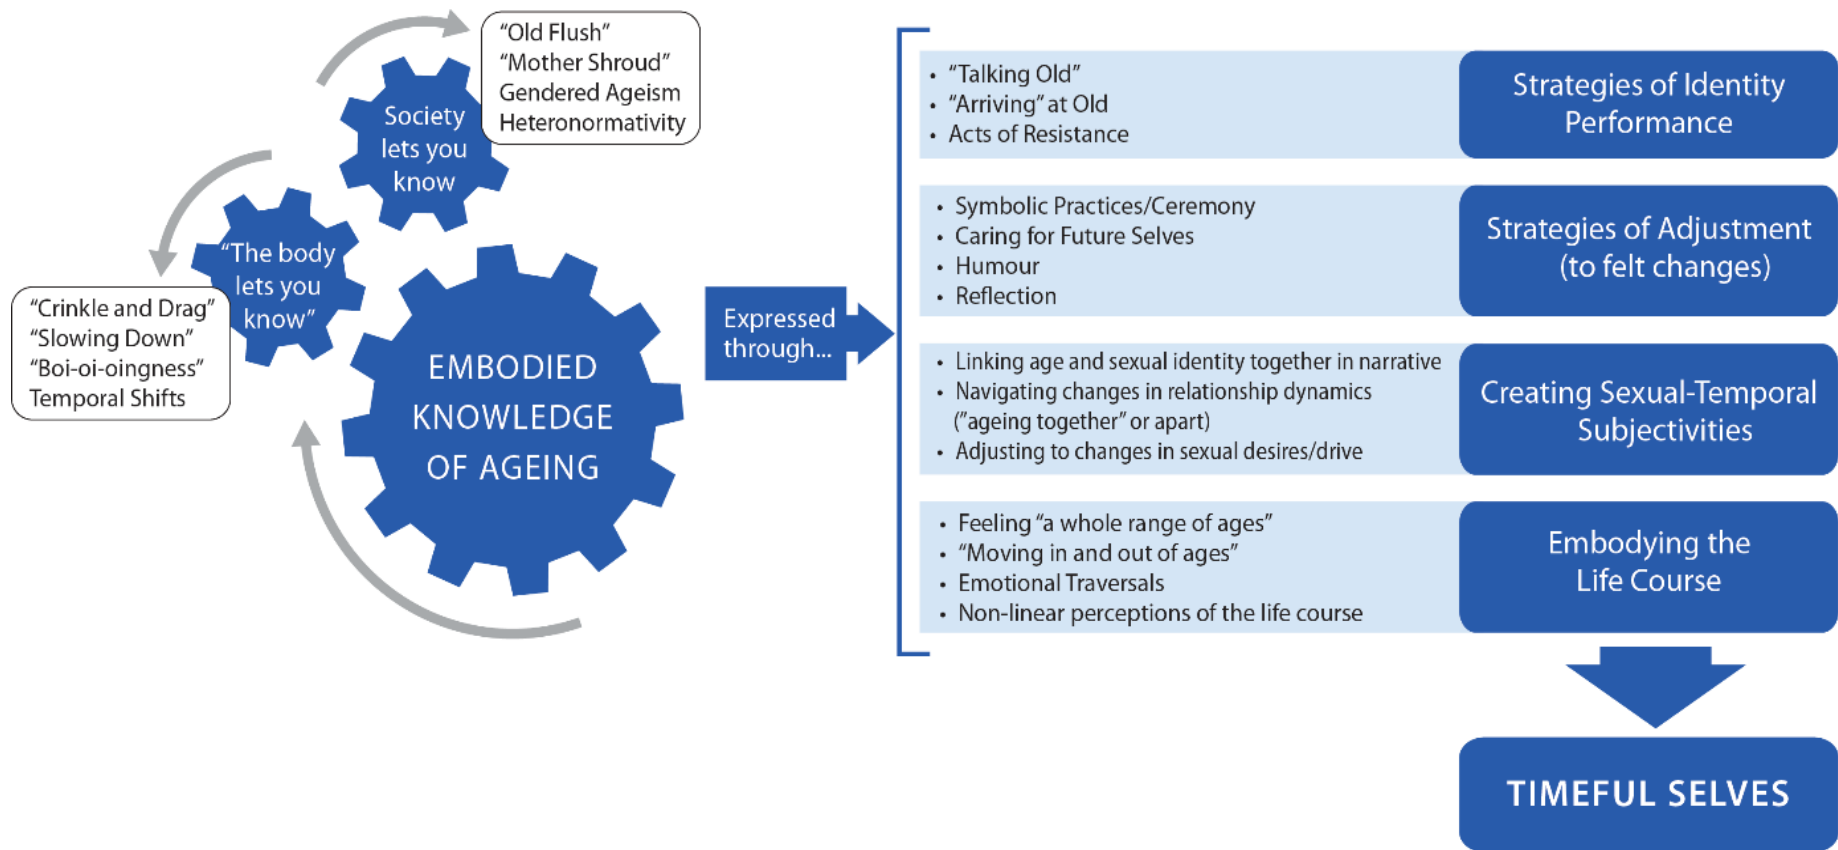 “Old Flush”
“Mother Shroud”
Gendered Ageism
Heteronormativity
Society
lets you
know
“The body
lets you
know”
“Crinkle and Drag”
“Slowing Down”
“Boi-oi-oingness”
Temporal Shifts
EMBODIED
KNOWLEDGE
OF AGEING
Expressed
through...
• “Talking Old”
• “Arriving” at Old
• Acts of Resistance
Strategies of Identity
Performance
• Symbolic Practices/Ceremony
• Caring for Future Selves
• Humour
• Reflection
Strategies of Adjustment
(to felt changes)
• Linking age and sexual identity together in narrative
• Navigating changes in relationship dynamics
(”ageing together” or apart)
• Adjusting to changes in sexual desires/drive
Creating Sexual-Temporal
Subjectivities
• Feeling “a whole range of ages”
• “Moving in and out of ages”
• Emotional Traversals
• Non-linear perceptions of the life course
Embodying the
Life Course
TIMEFUL SELVES